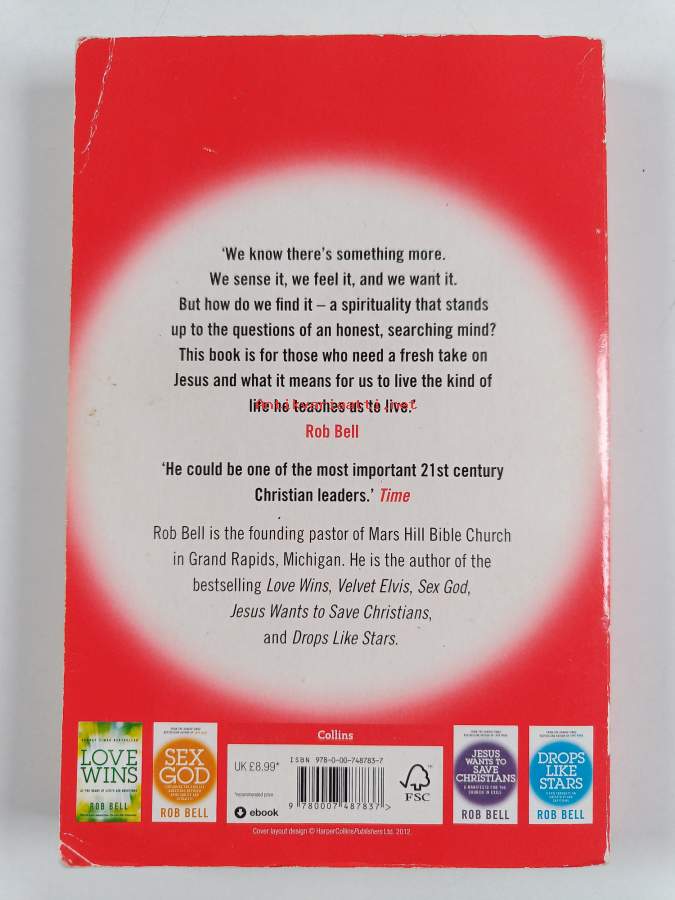 ‘We know there’s something more.
We sense it, we feel it, and we want it.
But how do we find it – a spirituality that stands
up to the questions of an honest, searching mind?
This book is for those who need a fresh take on
Jesus and what it means for us to live the kind of
life he teaches us to live.’
Rob Bell
‘He could be one of the most important 21st century
Christian leaders.’ Time
Rob Bell is the founding pastor of Mars Hill Bible Church
in Grand Rapids, Michigan. He is the author of the
bestselling Love Wins, Velvet Elvis, Sex God,
Jesus Wants to Save Christians,
and Drops Like Stars.
LOVE
WINS
ROB BELL
SEX
GOD
ROB BELL
Collins
UK £8.99*
*recommended price
ebook
ISBN 978-0-00-748783-7
9 780007 487837 >
FSC
JESUS
WANTS TO
SAVE
CHRISTIANS
A MANIFESTO FOR THE
CHURCH IN EXILE
ROB BELL
DROPS
LIKE
STARS
ROB BELL
Cover layout design © HarperCollinsPublishers Ltd. 2012